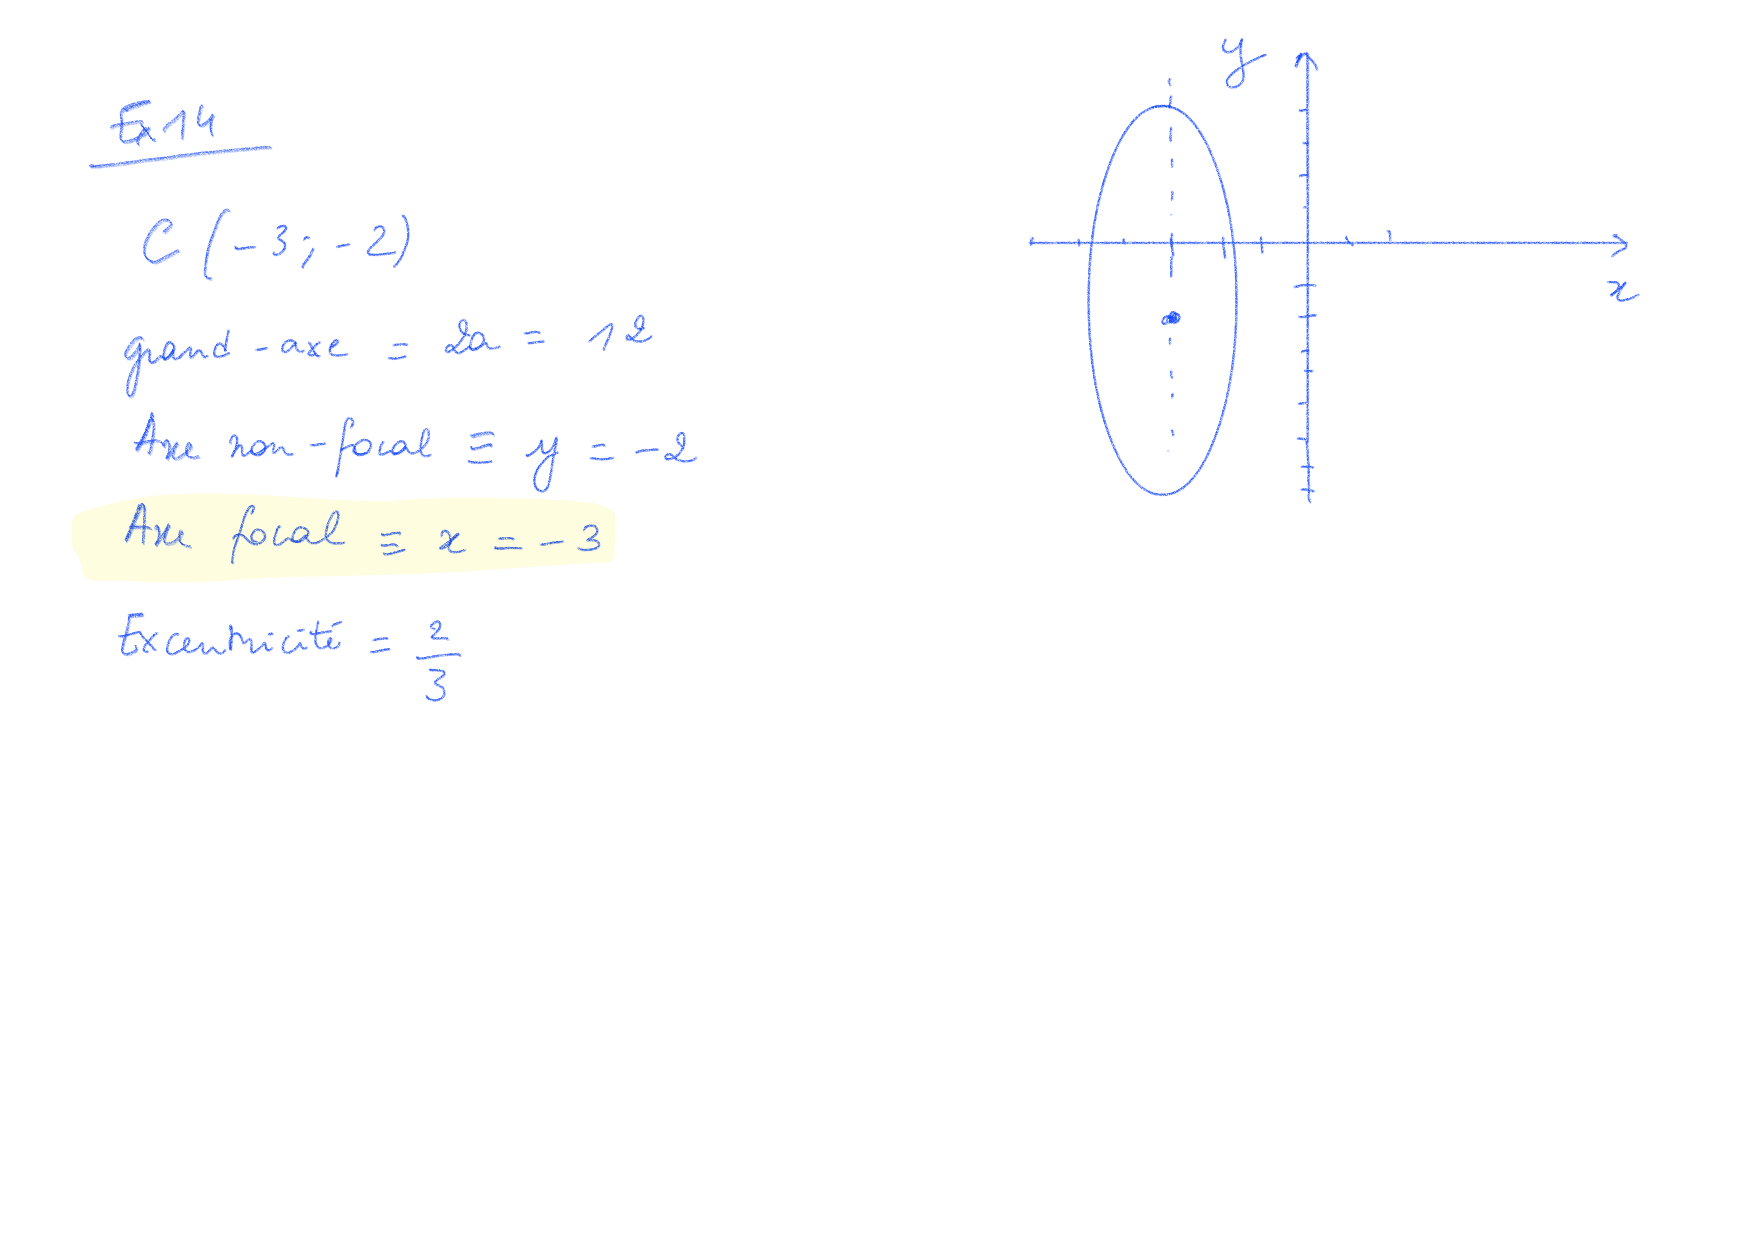 Ex 14
C (-3; -2)
grand-axe = 2a = 12
Axe non-focal ≡ y = -2
Axe focal ≡ x = -3
Excentricité = 2/3
y
x